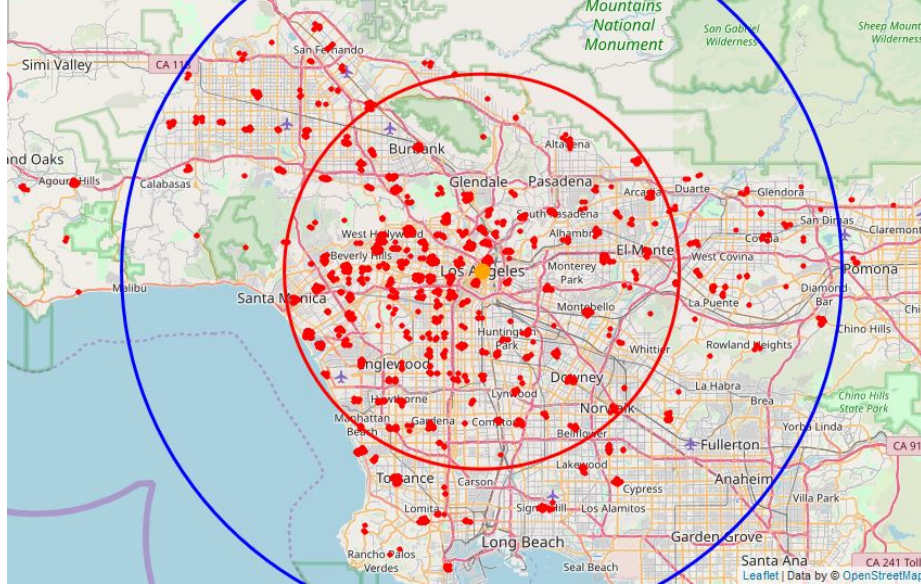 Mountains
National
Monument
San Gabriel
Wilderness
Sheep Mount
Wilderness
San Fernando
Simi Valley
CA 118
Burbank
Altadena
and Oaks
Agoura Hills
Calabasas
Glendale
Pasadena
Arcadia
Duarte
Glendora
South Pasadena
San Dimas
Claremont
West Hollywood
Alhambra
El Monte
Covina
Beverly Hills
Los Angeles
Monterey
Park
West Covina
Pomona
Malibu
Santa Monica
Montebello
La Puente
Diamond
Bar
Huntington
Park
Whittier
Rowland Heights
Chino Hills
Inglewood
Downey
La Habra
Brea
Chino Hills
State Park
Hawthorne
Lynwood
Norwalk
Manhattan
Beach
Gardena
Compton
Bellflower
Fullerton
Yorba Linda
CA 91
Lakewood
Torrance
Carson
Cypress
Anaheim
Villa Park
Lomita
Signal Hill
Los Alamitos
Long Beach
Garden Grove
Rancho Palos
Verdes
Seal Beach
Santa Ana
CA 241 Toll
Leaflet | Data by © OpenStreetMap